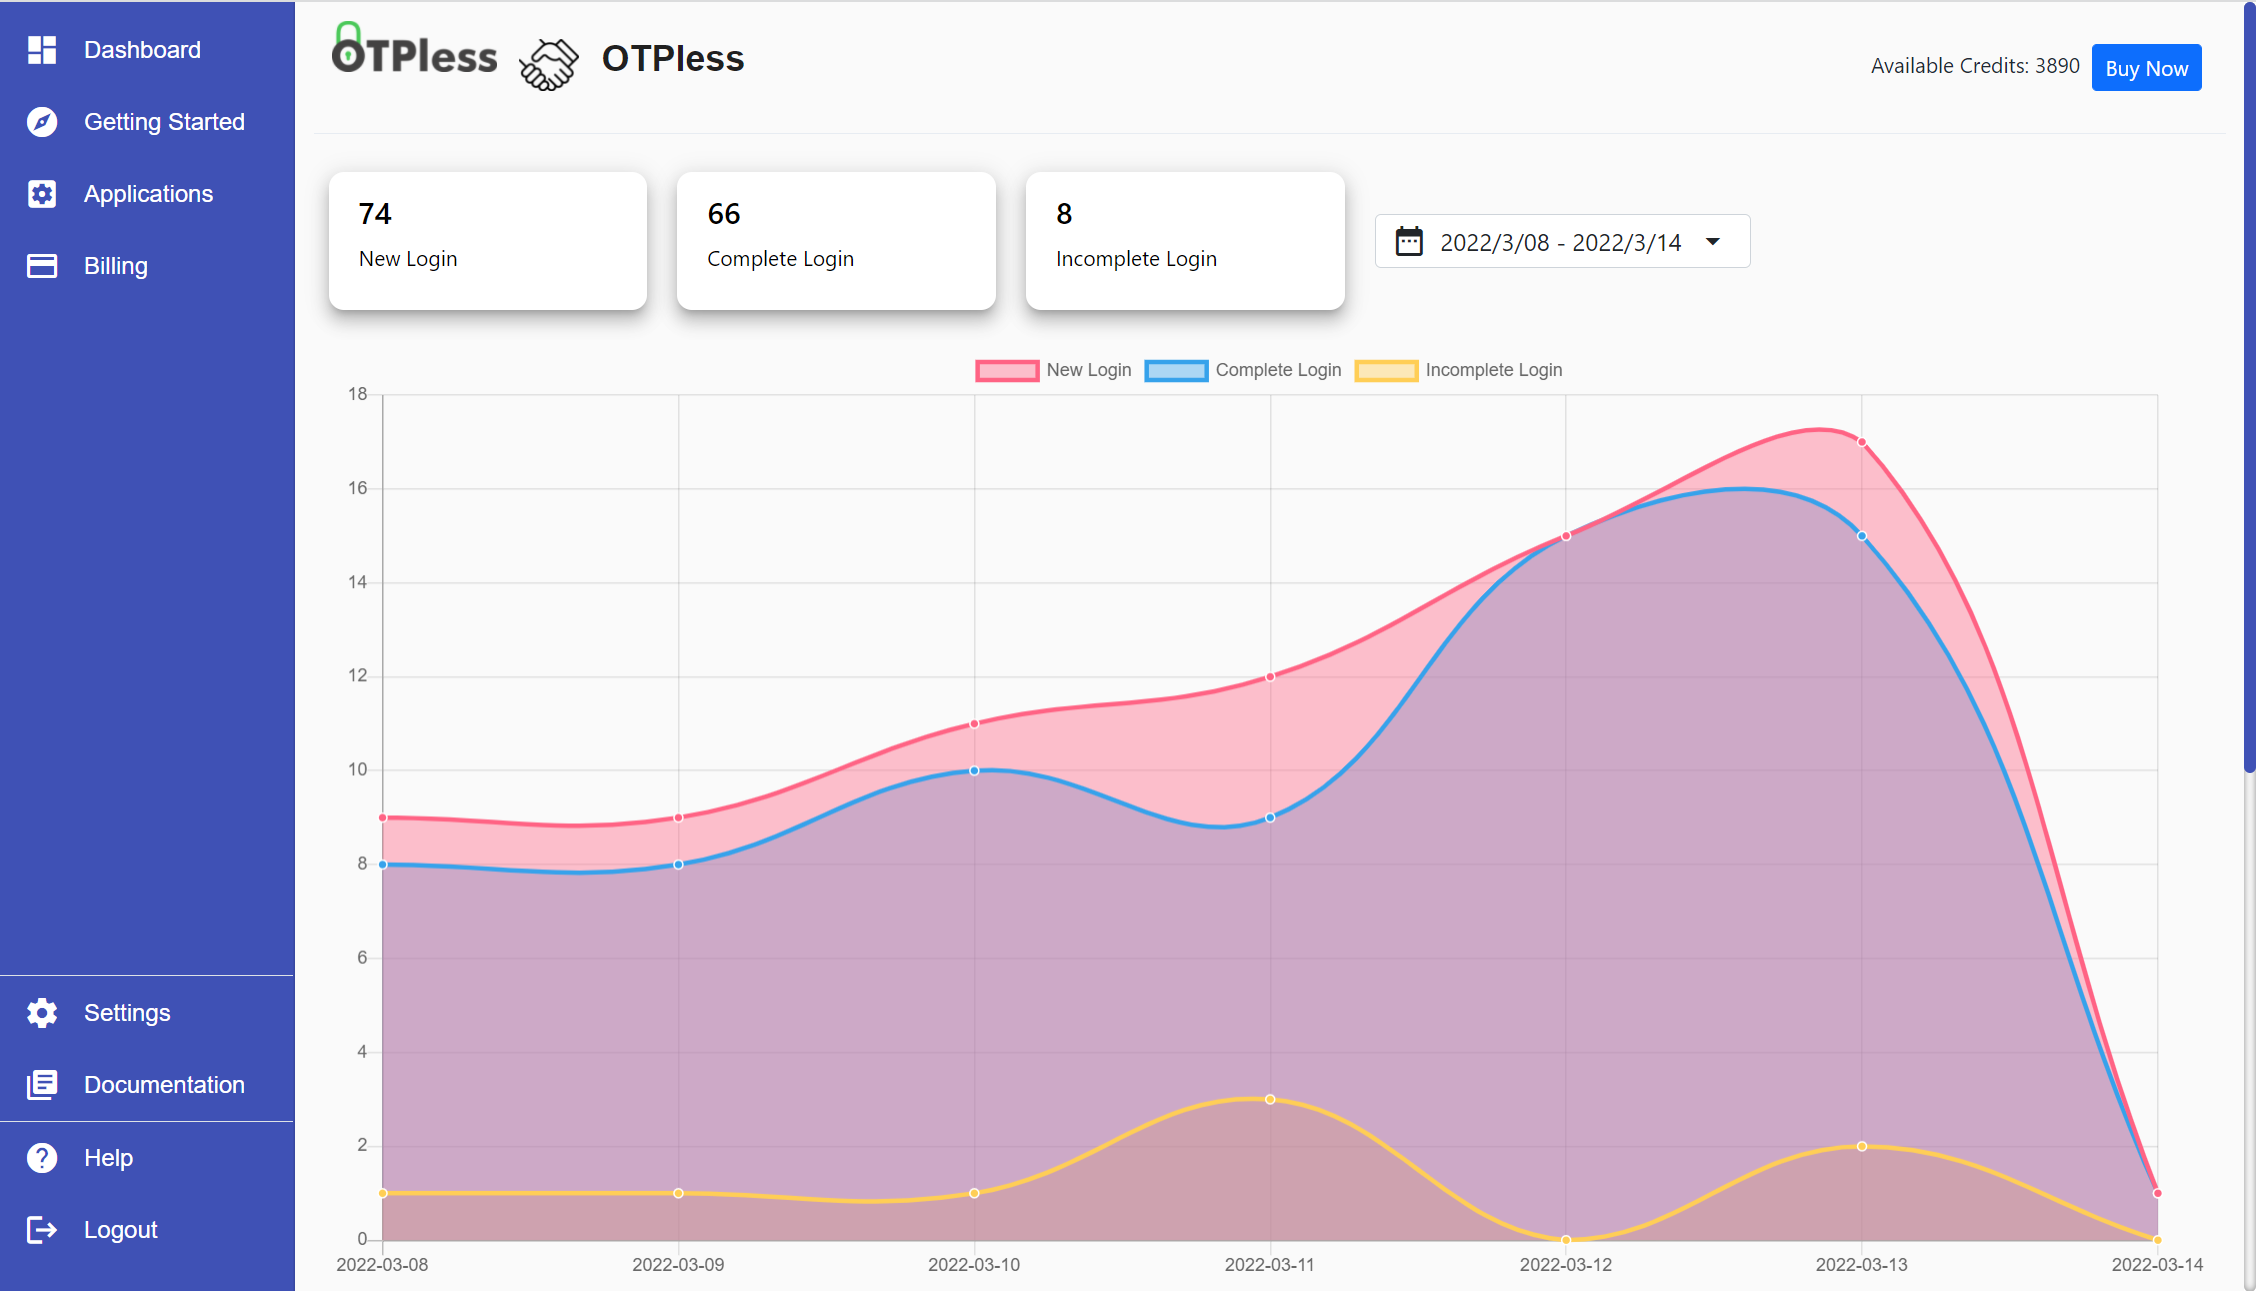 Dashboard
Getting Started
Applications
Billing
Settings
Documentation
Help
Logout
OTPless
OTPless
Available Credits: 3890
Buy Now
74
New Login
66
Complete Login
8
Incomplete Login
2022/3/08 - 2022/3/14
New Login
Complete Login
Incomplete Login
18
16
14
12
10
8
6
4
2
0
2022-03-08
2022-03-09
2022-03-10
2022-03-11
2022-03-12
2022-03-13
2022-03-14